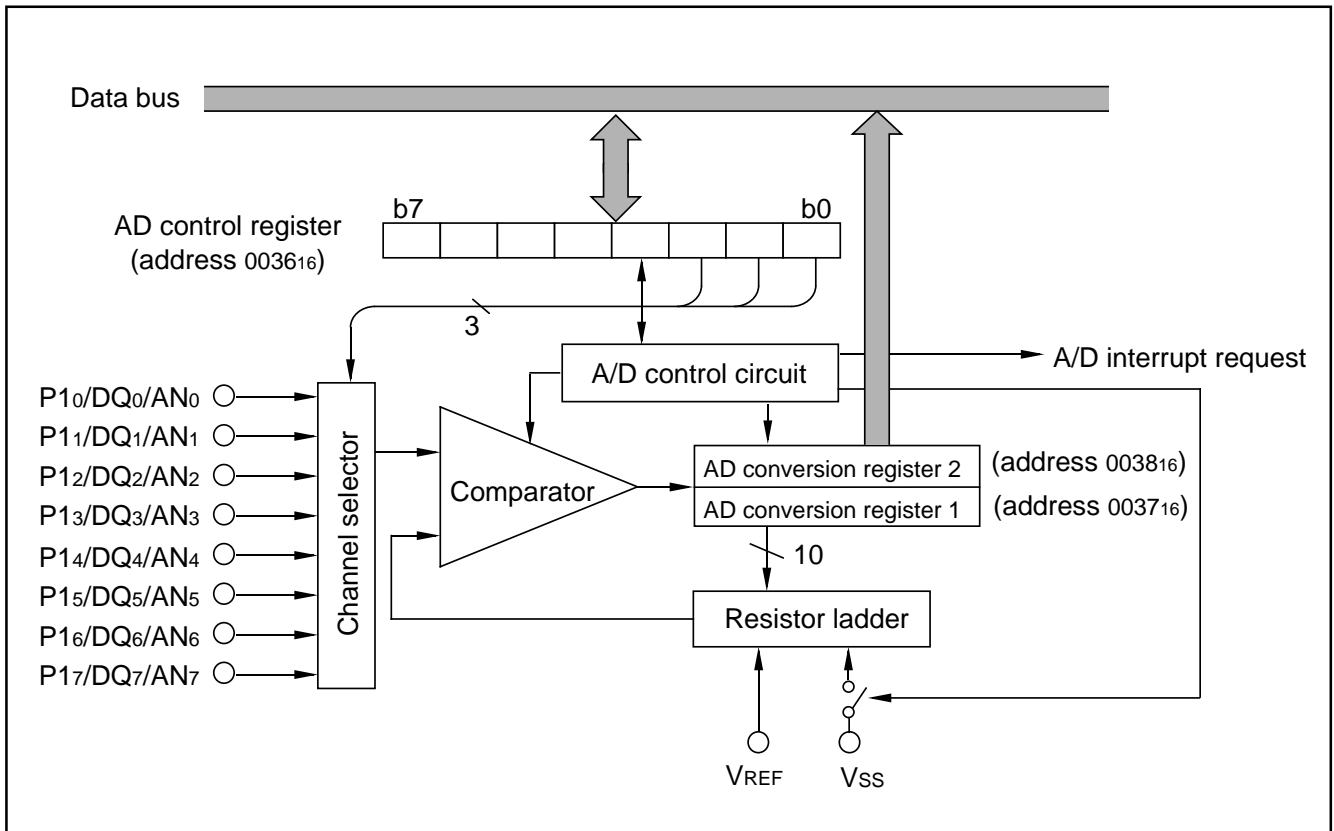 Data bus
b7
b0
AD control register
(address 0036₁₆)
3
A/D control circuit
A/D interrupt request
P1₀/DQ₀/AN₀
P1₁/DQ₁/AN₁
P1₂/DQ₂/AN₂
P1₃/DQ₃/AN₃
P1₄/DQ₄/AN₄
P1₅/DQ₅/AN₅
P1₆/DQ₆/AN₆
P1₇/DQ₇/AN₇
Channel selector
Comparator
AD conversion register 2
(address 0038₁₆)
AD conversion register 1
(address 0037₁₆)
10
Resistor ladder
VREF
VSS